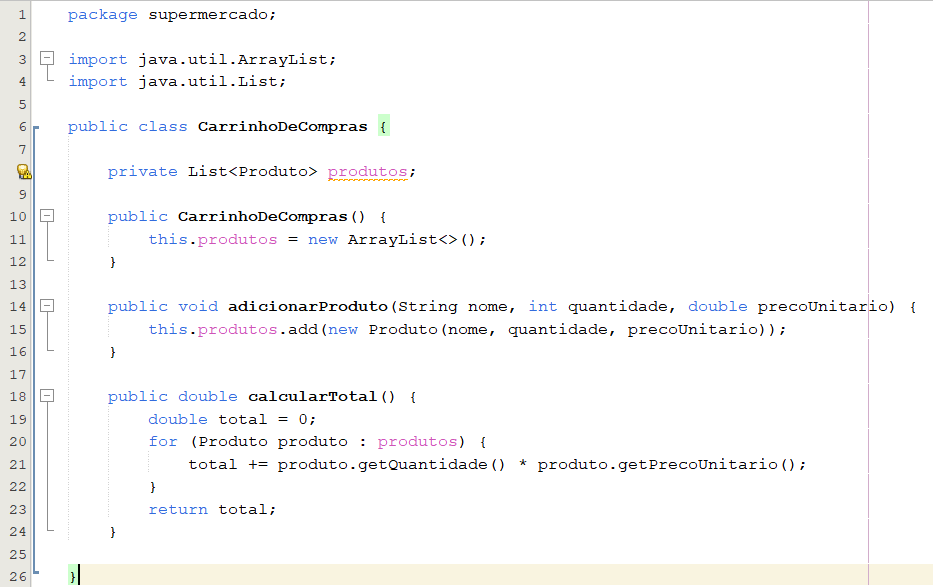 1 package supermercado;
2
3 import java.util.ArrayList;
4 import java.util.List;
5
6 public class CarrinhoDeCompras {
7
private List<Produto> produtos;
9
10 public CarrinhoDeCompras() {
11 this.produtos = new ArrayList<>();
12 }
13
14 public void adicionarProduto(String nome, int quantidade, double precoUnitario) {
15 this.produtos.add(new Produto(nome, quantidade, precoUnitario));
16 }
17
18 public double calcularTotal() {
19 double total = 0;
20 for (Produto produto : produtos) {
21 total += produto.getQuantidade() * produto.getPrecoUnitario();
22 }
23 return total;
24 }
25
26 }